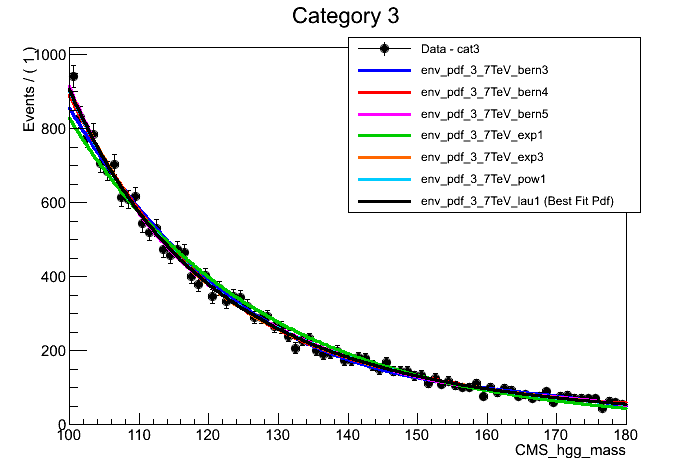 Category 3
Events / ( 1 )
1000
800
600
400
200
0
Data - cat3
env_pdf_3_7TeV_bern3
env_pdf_3_7TeV_bern4
env_pdf_3_7TeV_bern5
env_pdf_3_7TeV_exp1
env_pdf_3_7TeV_exp3
env_pdf_3_7TeV_pow1
env_pdf_3_7TeV_lau1 (Best Fit Pdf)
100 110 120 130 140 150 160 170 180
CMS_hgg_mass